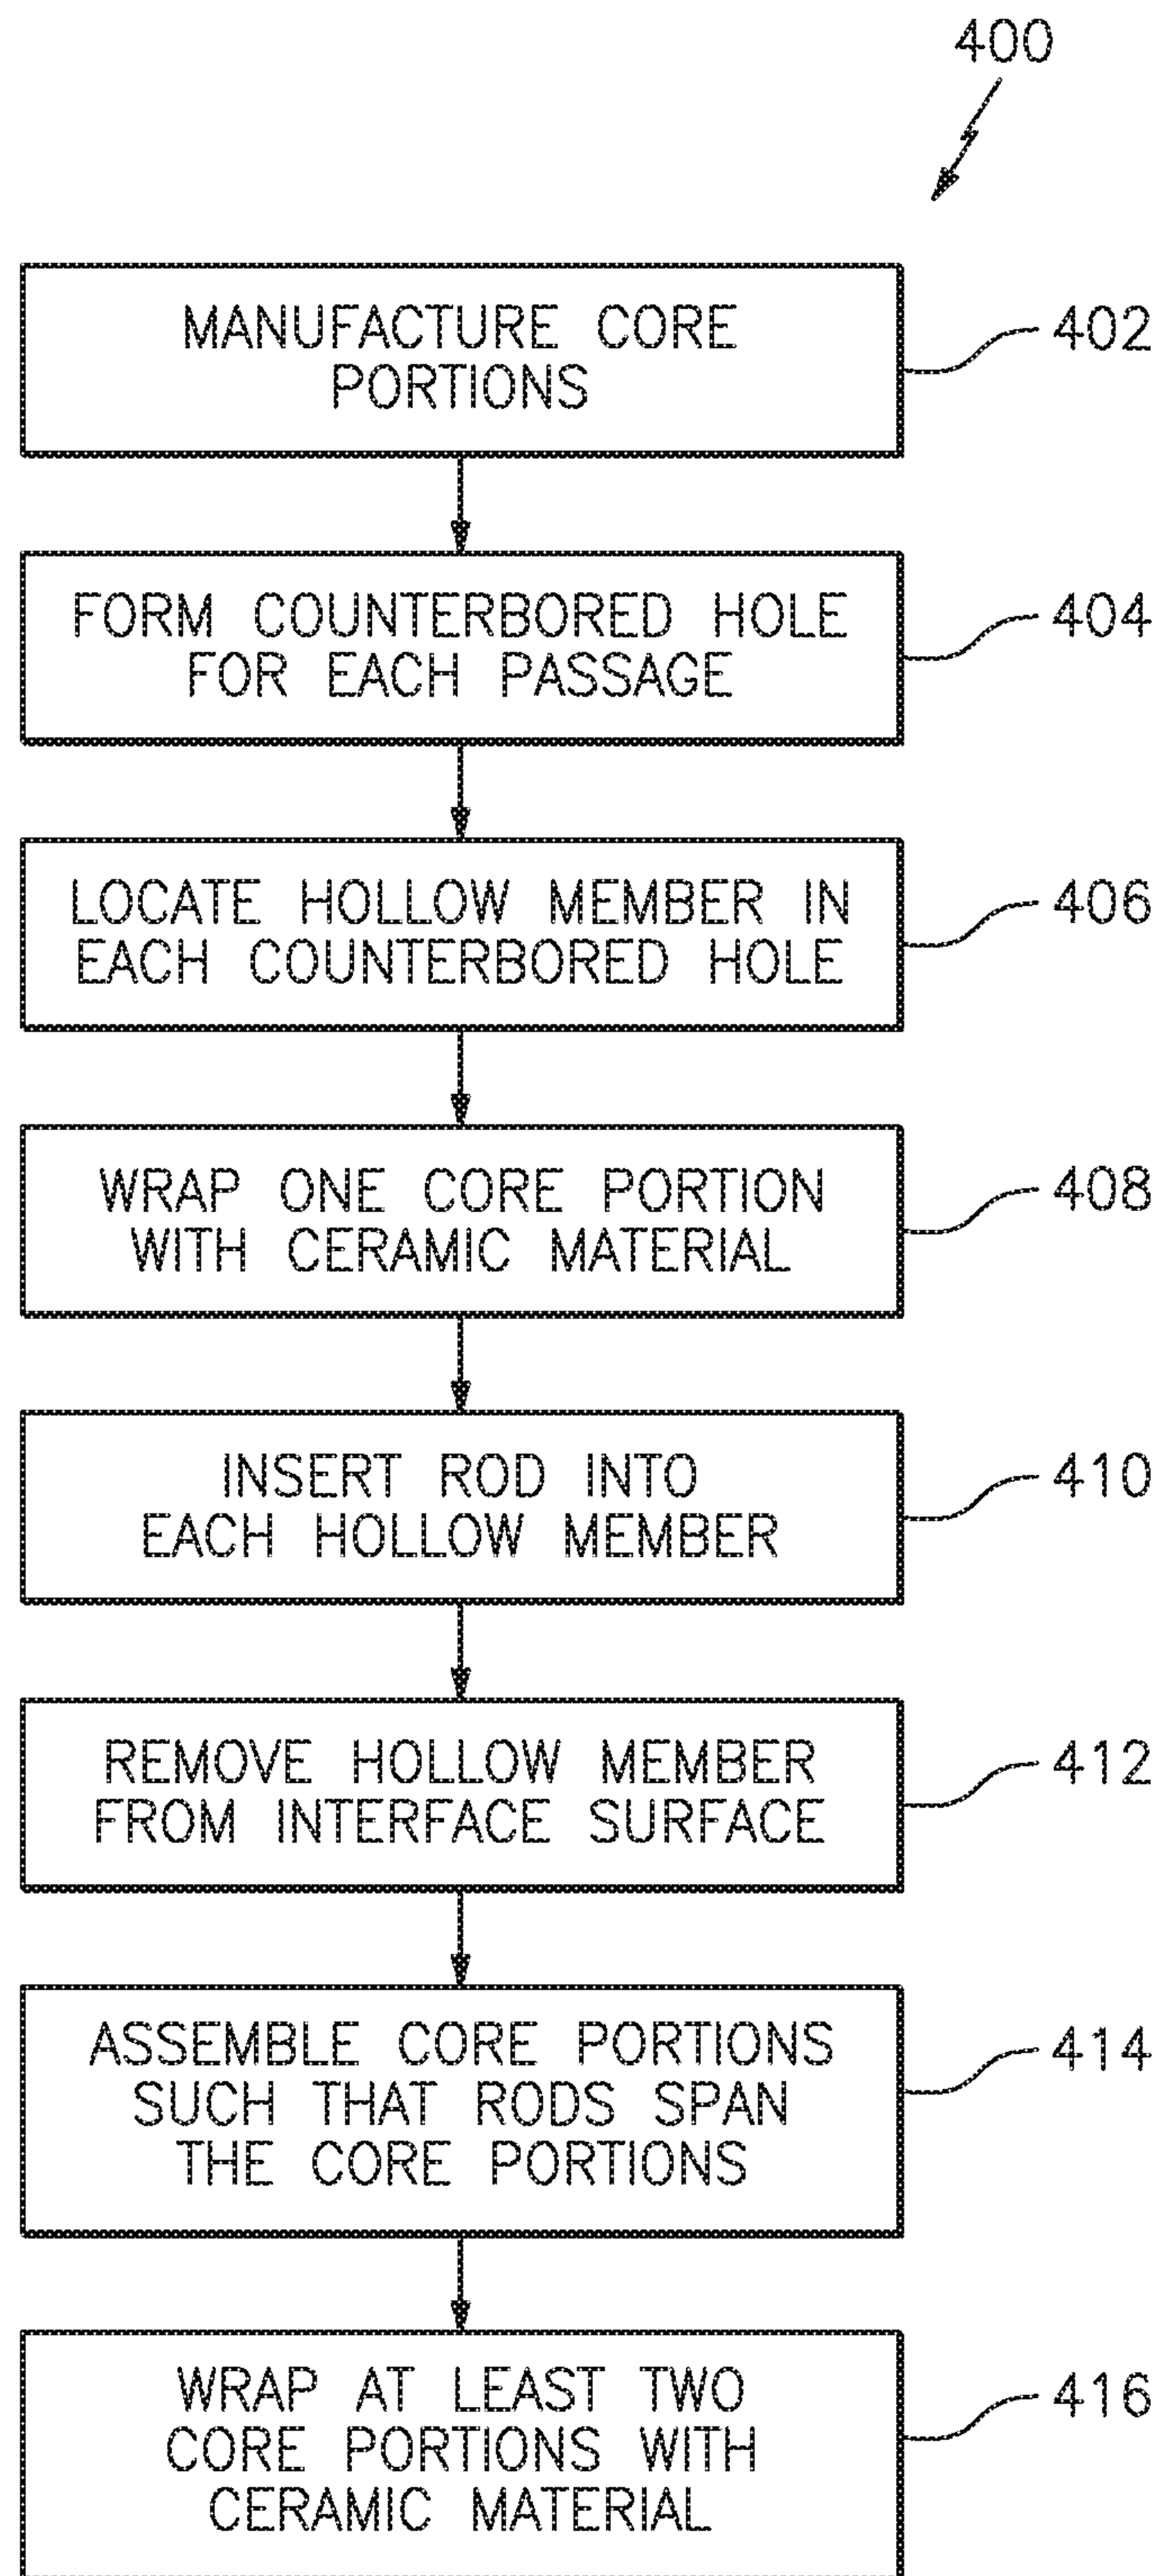 400
MANUFACTURE CORE
PORTIONS
402
FORM COUNTERBORED HOLE
FOR EACH PASSAGE
404
LOCATE HOLLOW MEMBER IN
EACH COUNTERBORED HOLE
406
WRAP ONE CORE PORTION
WITH CERAMIC MATERIAL
408
INSERT ROD INTO
EACH HOLLOW MEMBER
410
REMOVE HOLLOW MEMBER
FROM INTERFACE SURFACE
412
ASSEMBLE CORE PORTIONS
SUCH THAT RODS SPAN
THE CORE PORTIONS
414
WRAP AT LEAST TWO
CORE PORTIONS WITH
CERAMIC MATERIAL
416